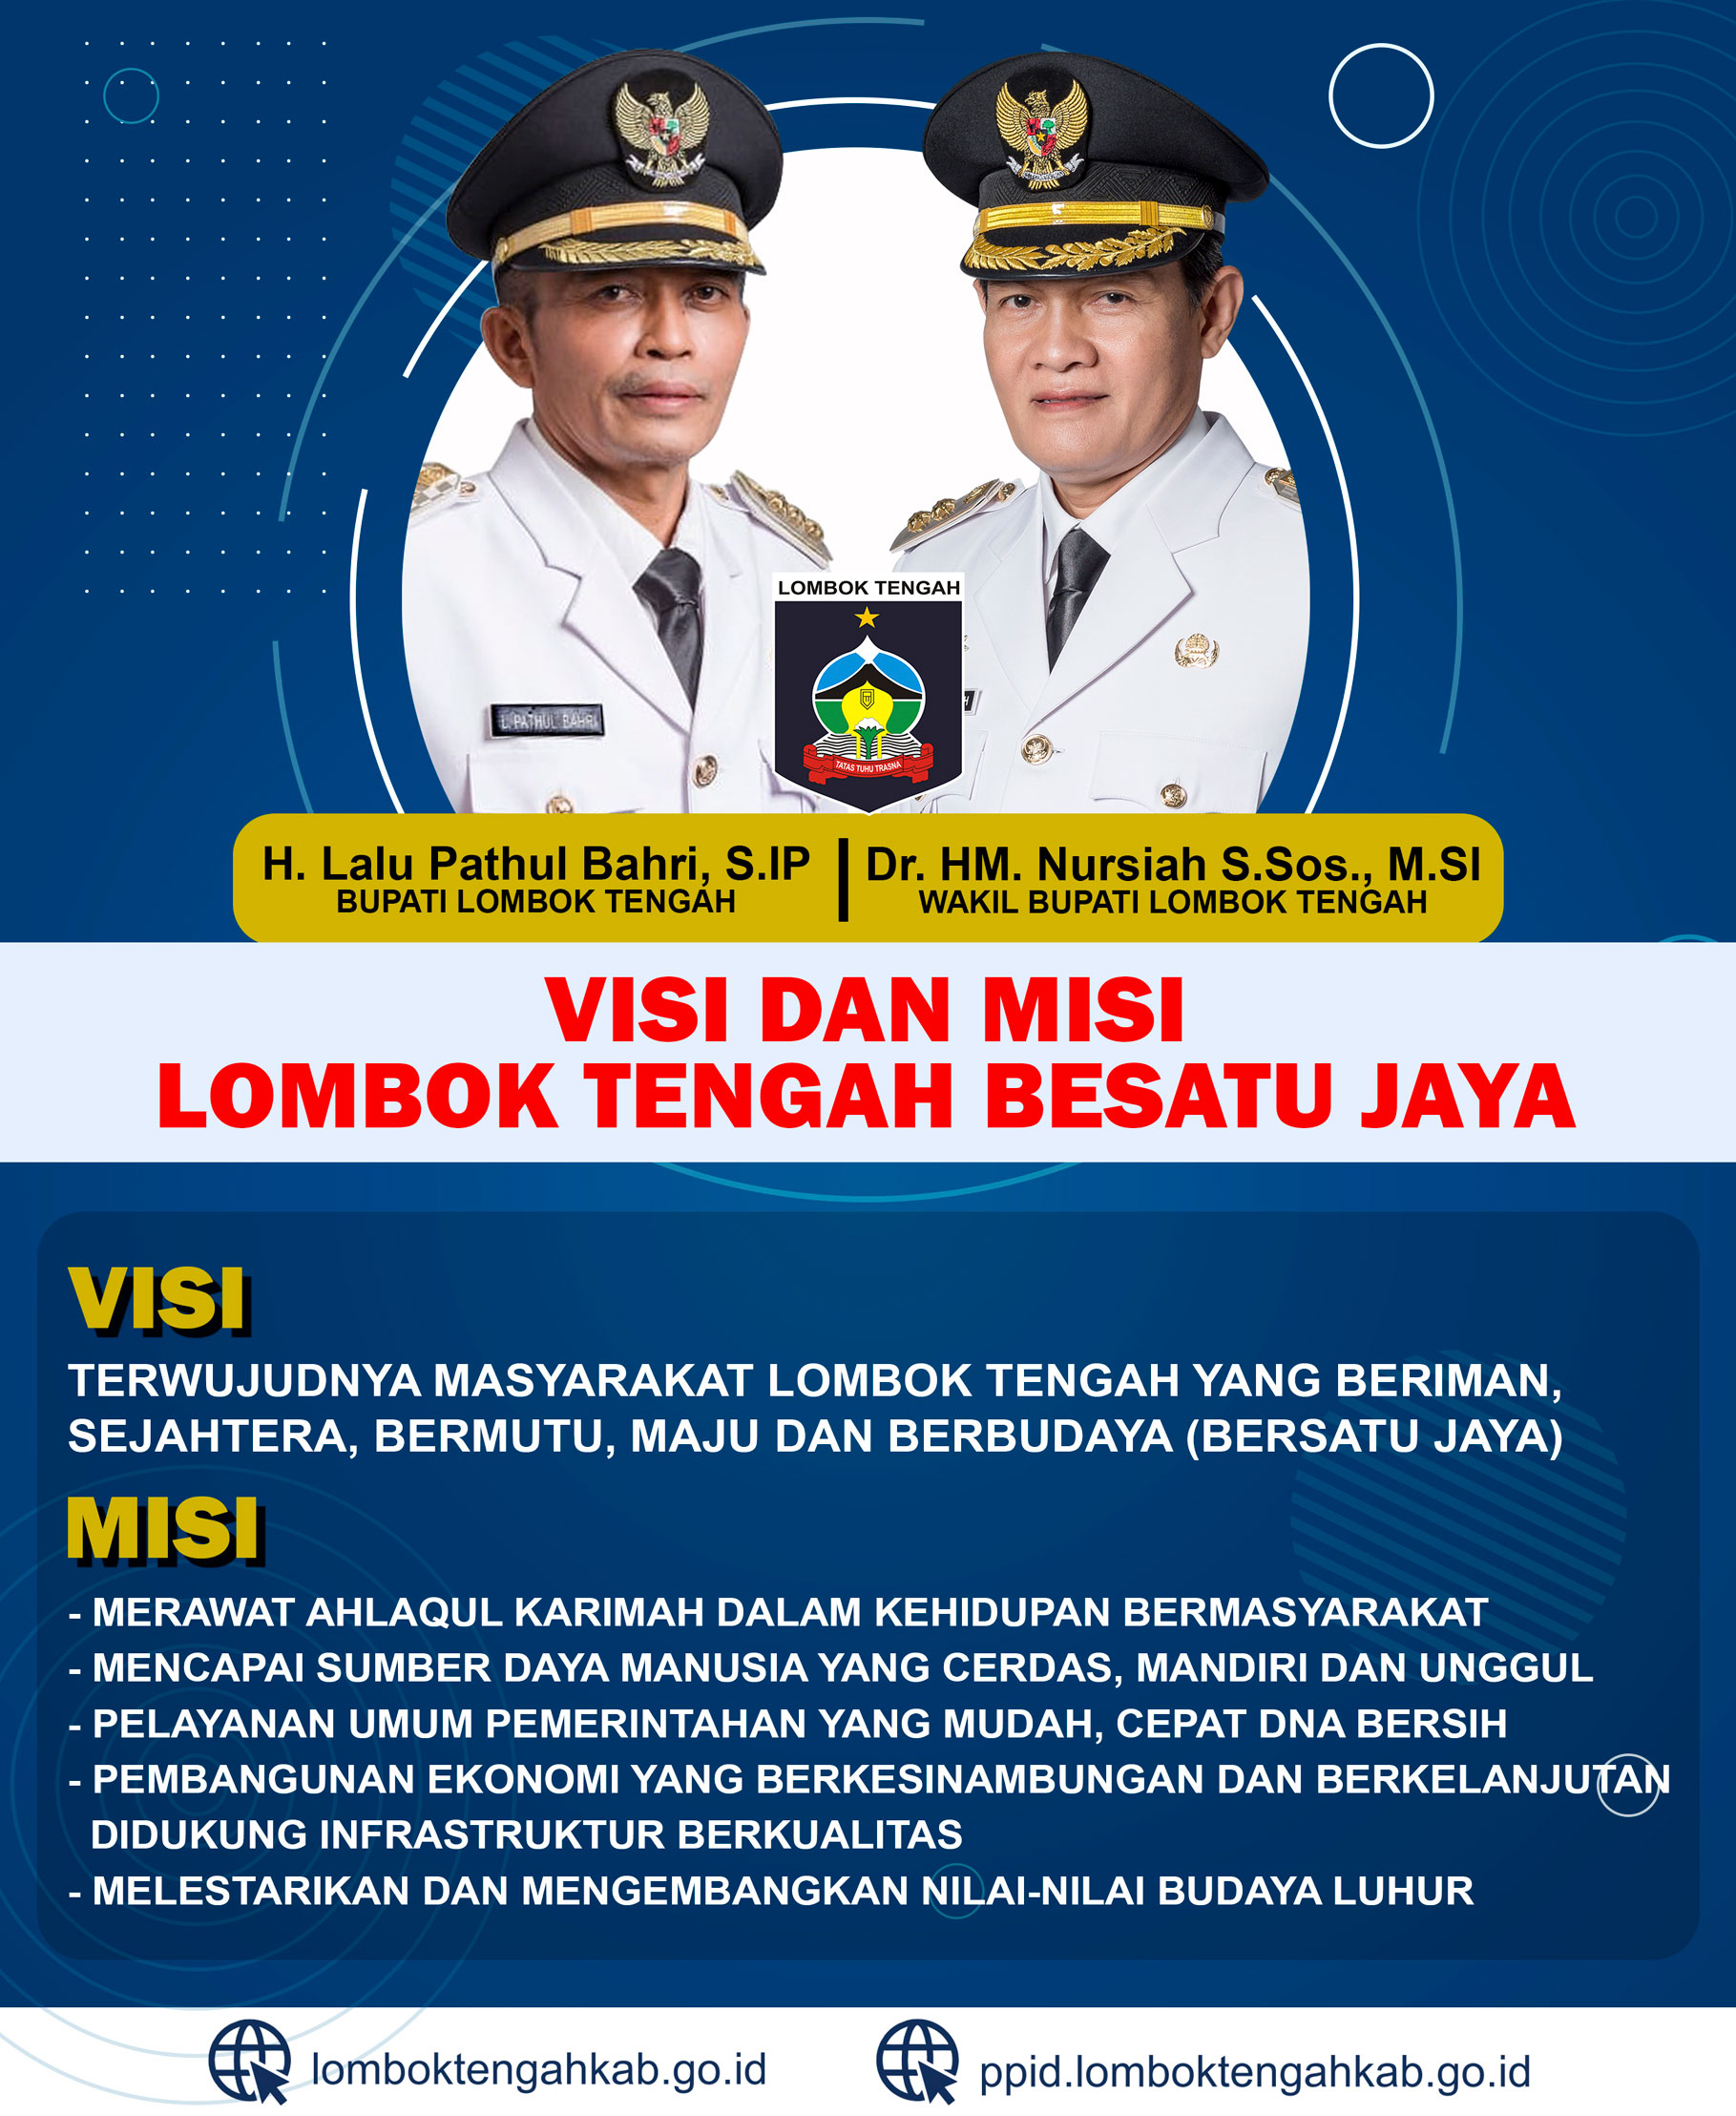 LOMBOK TENGAH
TATAS TUHU TRASNA
L. PATHUL BAHRI
H. Lalu Pathul Bahri, S.IP
BUPATI LOMBOK TENGAH
Dr. HM. Nursiah S.Sos., M.SI
WAKIL BUPATI LOMBOK TENGAH
VISI DAN MISI
LOMBOK TENGAH BESATU JAYA
VISI
TERWUJUDNYA MASYARAKAT LOMBOK TENGAH YANG BERIMAN,
SEJAHTERA, BERMUTU, MAJU DAN BERBUDAYA (BERSATU JAYA)
MISI
- MERAWAT AHLAQUL KARIMAH DALAM KEHIDUPAN BERMASYARAKAT
- MENCAPAI SUMBER DAYA MANUSIA YANG CERDAS, MANDIRI DAN UNGGUL
- PELAYANAN UMUM PEMERINTAHAN YANG MUDAH, CEPAT DNA BERSIH
- PEMBANGUNAN EKONOMI YANG BERKESINAMBUNGAN DAN BERKELANJUTAN
DIDUKUNG INFRASTRUKTUR BERKUALITAS
- MELESTARIKAN DAN MENGEMBANGKAN NILAI-NILAI BUDAYA LUHUR
lomboktengahkab.go.id
ppid.lomboktengahkab.go.id